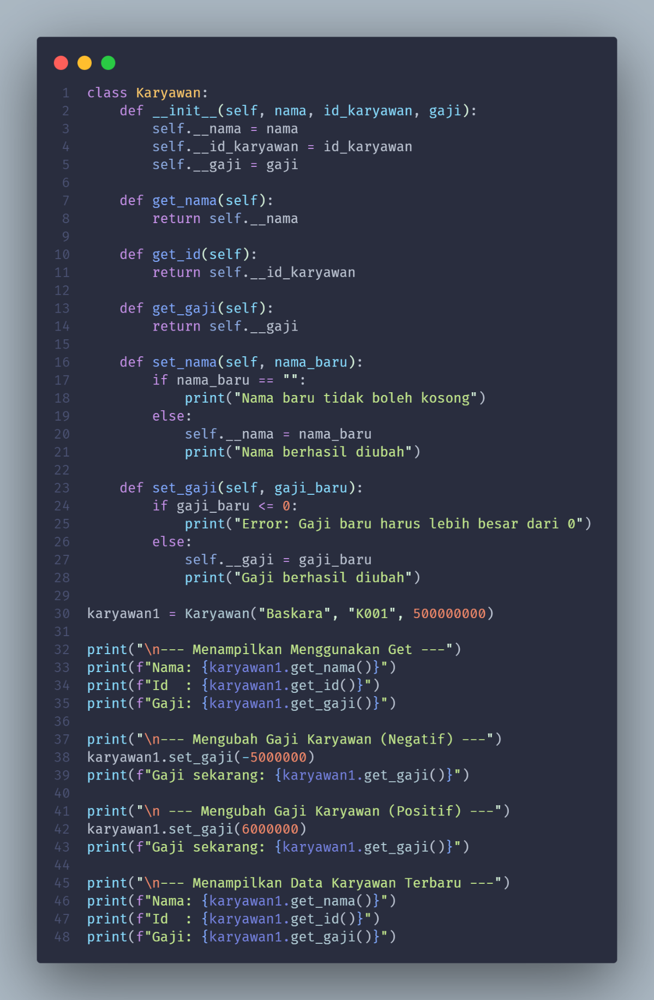 1 class Karyawan:
2     def __init__(self, nama, id_karyawan, gaji):
3         self.__nama = nama
4         self.__id_karyawan = id_karyawan
5         self.__gaji = gaji
6
7     def get_nama(self):
8         return self.__nama
9
10     def get_id(self):
11         return self.__id_karyawan
12
13     def get_gaji(self):
14         return self.__gaji
15
16     def set_nama(self, nama_baru):
17         if nama_baru == "":
18             print("Nama baru tidak boleh kosong")
19         else:
20             self.__nama = nama_baru
21             print("Nama berhasil diubah")
22
23     def set_gaji(self, gaji_baru):
24         if gaji_baru <= 0:
25             print("Error: Gaji baru harus lebih besar dari 0")
26         else:
27             self.__gaji = gaji_baru
28             print("Gaji berhasil diubah")
29
30 karyawan1 = Karyawan("Baskara", "K001", 500000000)
31
32 print("\n--- Menampilkan Menggunakan Get ---")
33 print(f"Nama: {karyawan1.get_nama()}")
34 print(f"Id  : {karyawan1.get_id()}")
35 print(f"Gaji: {karyawan1.get_gaji()}")
36
37 print("\n--- Mengubah Gaji Karyawan (Negatif) ---")
38 karyawan1.set_gaji(-5000000)
39 print(f"Gaji sekarang: {karyawan1.get_gaji()}")
40
41 print("\n --- Mengubah Gaji Karyawan (Positif) ---")
42 karyawan1.set_gaji(6000000)
43 print(f"Gaji sekarang: {karyawan1.get_gaji()}")
44
45 print("\n--- Menampilkan Data Karyawan Terbaru ---")
46 print(f"Nama: {karyawan1.get_nama()}")
47 print(f"Id  : {karyawan1.get_id()}")
48 print(f"Gaji: {karyawan1.get_gaji()}")